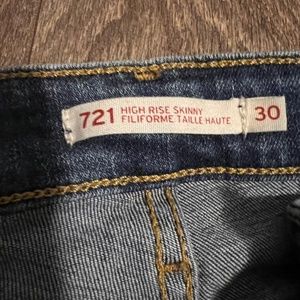 721
HIGH RISE SKINNY
FILIFORME TAILLE HAUTE
30